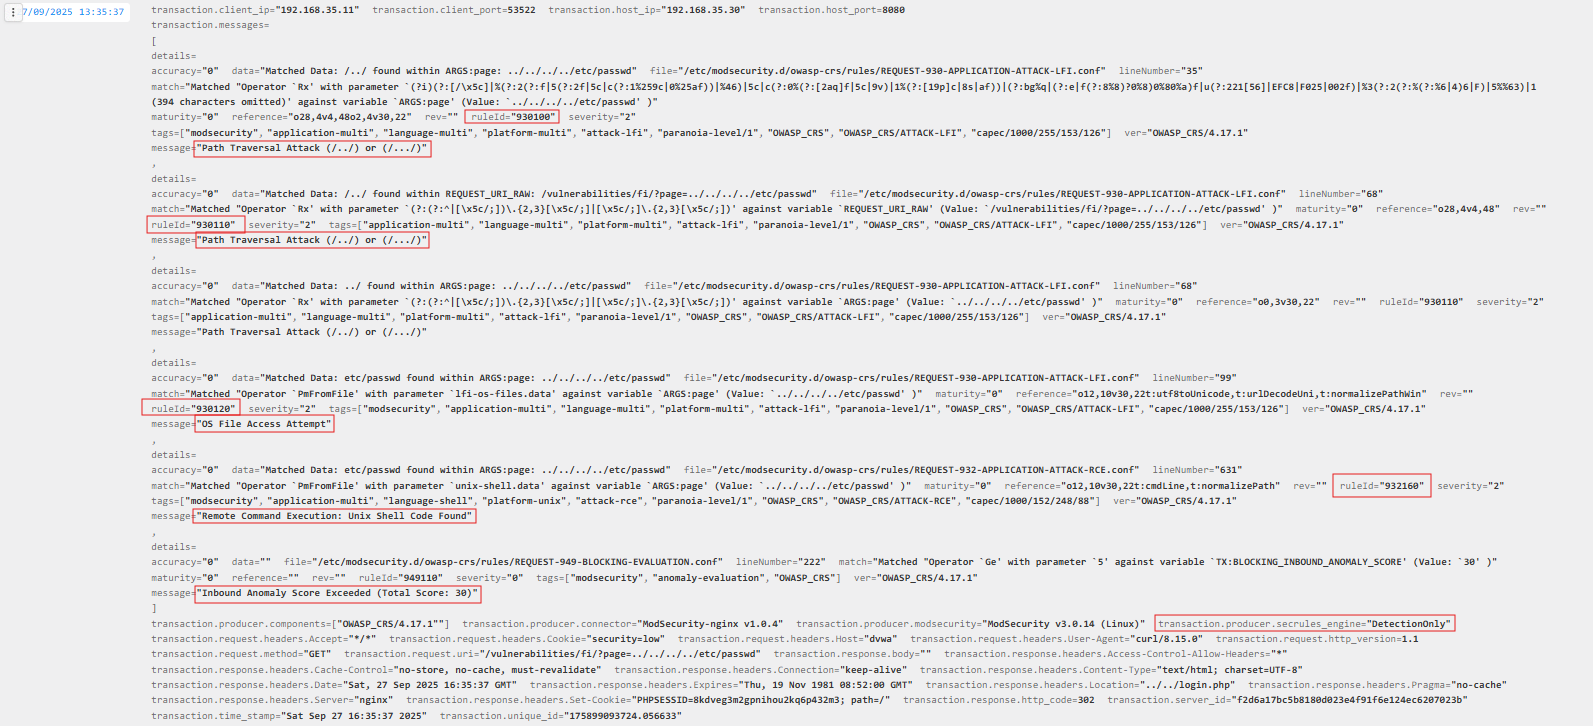 7/09/2025 13:35:37
transaction.client_ip="192.168.35.11" transaction.client_port=53522 transaction.host_ip="192.168.35.30" transaction.host_port=8080
transaction.messages=
[
details=
accuracy="0" data="Matched Data: /../ found within ARGS:page: ../../../../etc/passwd" file="/etc/modsecurity.d/owasp-crs/rules/REQUEST-930-APPLICATION-ATTACK-LFI.conf" lineNumber="35"
match="Matched "Operator `Rx' with parameter `(?i)(?:[/\x5c]|%(?:2(?:f|5(?:2f|5c|c(?:1%259c|0%25af))|%46)|5c|c(?:0%(?:[2aq]f|5c|9v)|1%(?:[19p]c|8s|af))|(?:bg%q|(?:e|f(?:8%8)?0%8)0%80%a)f|u(?:221[56]|EFC8|F025|002f)|%3(?:2(?:%(?:%6|4)6|F)|5%%63)|1
(394 characters omitted)' against variable `ARGS:page' (Value: `../../../../etc/passwd' )"
maturity="0" reference="o28,4v4,48o2,4v30,22" rev="" ruleId="930100" severity="2"
tags=["modsecurity", "application-multi", "language-multi", "platform-multi", "attack-lfi", "paranoia-level/1", "OWASP_CRS", "OWASP_CRS/ATTACK-LFI", "capec/1000/255/153/126"] ver="OWASP_CRS/4.17.1"
message="Path Traversal Attack (/../) or (/.../)"
,
details=
accuracy="0" data="Matched Data: /../ found within REQUEST_URI_RAW: /vulnerabilities/fi/?page=../../../../etc/passwd" file="/etc/modsecurity.d/owasp-crs/rules/REQUEST-930-APPLICATION-ATTACK-LFI.conf" lineNumber="68"
match="Matched "Operator `Rx' with parameter `(?:(?:^|[\x5c/;])\.{2,3}[\x5c/;]|[\x5c/;]\.{2,3}[\x5c/;])' against variable `REQUEST_URI_RAW' (Value: `/vulnerabilities/fi/?page=../../../../etc/passwd' )" maturity="0" reference="o28,4v4,48" rev=""
ruleId="930110" severity="2" tags=["application-multi", "language-multi", "platform-multi", "attack-lfi", "paranoia-level/1", "OWASP_CRS", "OWASP_CRS/ATTACK-LFI", "capec/1000/255/153/126"] ver="OWASP_CRS/4.17.1"
message="Path Traversal Attack (/../) or (/.../)"
,
details=
accuracy="0" data="Matched Data: ../ found within ARGS:page: ../../../../etc/passwd" file="/etc/modsecurity.d/owasp-crs/rules/REQUEST-930-APPLICATION-ATTACK-LFI.conf" lineNumber="68"
match="Matched "Operator `Rx' with parameter `(?:(?:^|[\x5c/;])\.{2,3}[\x5c/;]|[\x5c/;]\.{2,3}[\x5c/;])' against variable `ARGS:page' (Value: `../../../../etc/passwd' )" maturity="0" reference="o0,3v30,22" rev="" ruleId="930110" severity="2"
tags=["application-multi", "language-multi", "platform-multi", "attack-lfi", "paranoia-level/1", "OWASP_CRS", "OWASP_CRS/ATTACK-LFI", "capec/1000/255/153/126"] ver="OWASP_CRS/4.17.1"
message="Path Traversal Attack (/../) or (/.../)"
,
details=
accuracy="0" data="Matched Data: etc/passwd found within ARGS:page: ../../../../etc/passwd" file="/etc/modsecurity.d/owasp-crs/rules/REQUEST-930-APPLICATION-ATTACK-LFI.conf" lineNumber="99"
match="Matched "Operator `PmFromFile' with parameter `lfi-os-files.data' against variable `ARGS:page' (Value: `../../../../etc/passwd' )" maturity="0" reference="o12,10v30,22t:utf8toUnicode,t:urlDecodeUni,t:normalizePathWin" rev=""
ruleId="930120" severity="2" tags=["modsecurity", "application-multi", "language-multi", "platform-multi", "attack-lfi", "paranoia-level/1", "OWASP_CRS", "OWASP_CRS/ATTACK-LFI", "capec/1000/255/153/126"] ver="OWASP_CRS/4.17.1"
message="OS File Access Attempt"
,
details=
accuracy="0" data="Matched Data: etc/passwd found within ARGS:page: ../../../../etc/passwd" file="/etc/modsecurity.d/owasp-crs/rules/REQUEST-932-APPLICATION-ATTACK-RCE.conf" lineNumber="631"
match="Matched "Operator `PmFromFile' with parameter `unix-shell.data' against variable `ARGS:page' (Value: `../../../../etc/passwd' )" maturity="0" reference="o12,10v30,22t:cmdLine,t:normalizePath" rev="" ruleId="932160" severity="2"
tags=["modsecurity", "application-multi", "language-shell", "platform-unix", "attack-rce", "paranoia-level/1", "OWASP_CRS", "OWASP_CRS/ATTACK-RCE", "capec/1000/152/248/88"] ver="OWASP_CRS/4.17.1"
message="Remote Command Execution: Unix Shell Code Found"
,
details=
accuracy="0" data="" file="/etc/modsecurity.d/owasp-crs/rules/REQUEST-949-BLOCKING-EVALUATION.conf" lineNumber="222" match="Matched "Operator `Ge' with parameter `5' against variable `TX:BLOCKING_INBOUND_ANOMALY_SCORE' (Value: `30' )"
maturity="0" reference="" rev="" ruleId="949110" severity="0" tags=["modsecurity", "anomaly-evaluation", "OWASP_CRS"] ver="OWASP_CRS/4.17.1"
message="Inbound Anomaly Score Exceeded (Total Score: 30)"
]
transaction.producer.components=["OWASP_CRS/4.17.1""] transaction.producer.connector="ModSecurity-nginx v1.0.4" transaction.producer.modsecurity="ModSecurity v3.0.14 (Linux)" transaction.producer.secrules_engine="DetectionOnly"
transaction.request.headers.Accept="*/*" transaction.request.headers.Cookie="security=low" transaction.request.headers.Host="dvwa" transaction.request.headers.User-Agent="curl/8.15.0" transaction.request.http_version=1.1
transaction.request.method="GET" transaction.request.uri="/vulnerabilities/fi/?page=../../../../etc/passwd" transaction.response.body="" transaction.response.headers.Access-Control-Allow-Headers="*"
transaction.response.headers.Cache-Control="no-store, no-cache, must-revalidate" transaction.response.headers.Connection="keep-alive" transaction.response.headers.Content-Type="text/html; charset=UTF-8"
transaction.response.headers.Date="Sat, 27 Sep 2025 16:35:37 GMT" transaction.response.headers.Expires="Thu, 19 Nov 1981 08:52:00 GMT" transaction.response.headers.Location="../../login.php" transaction.response.headers.Pragma="no-cache"
transaction.response.headers.Server="nginx" transaction.response.headers.Set-Cookie="PHPSESSID=8kdveg3m2gpnihou2kq6p432m3; path=/" transaction.response.http_code=302 transaction.server_id="f2d6a17bc5b8180d023e4f91f6e124ec6207023b"
transaction.time_stamp="Sat Sep 27 16:35:37 2025" transaction.unique_id="175899093724.056633"